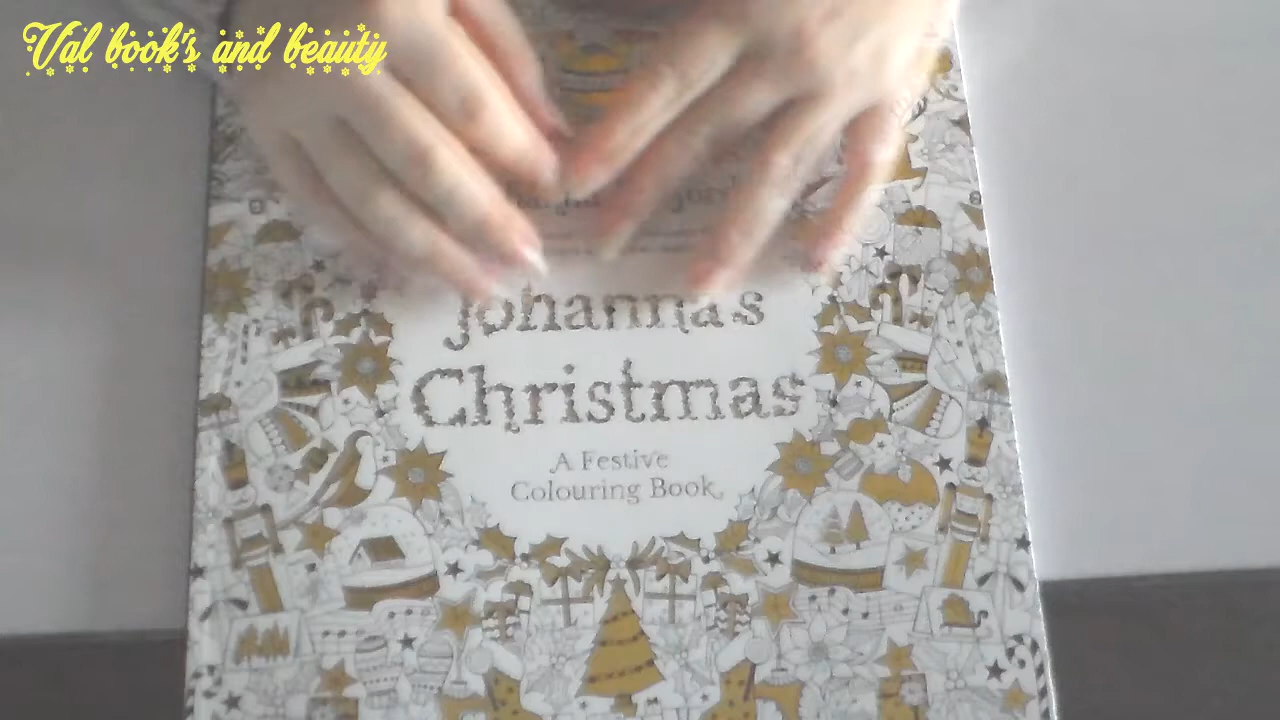 Val book's and beauty
Johanna's
Christmas
A Festive
Colouring Book